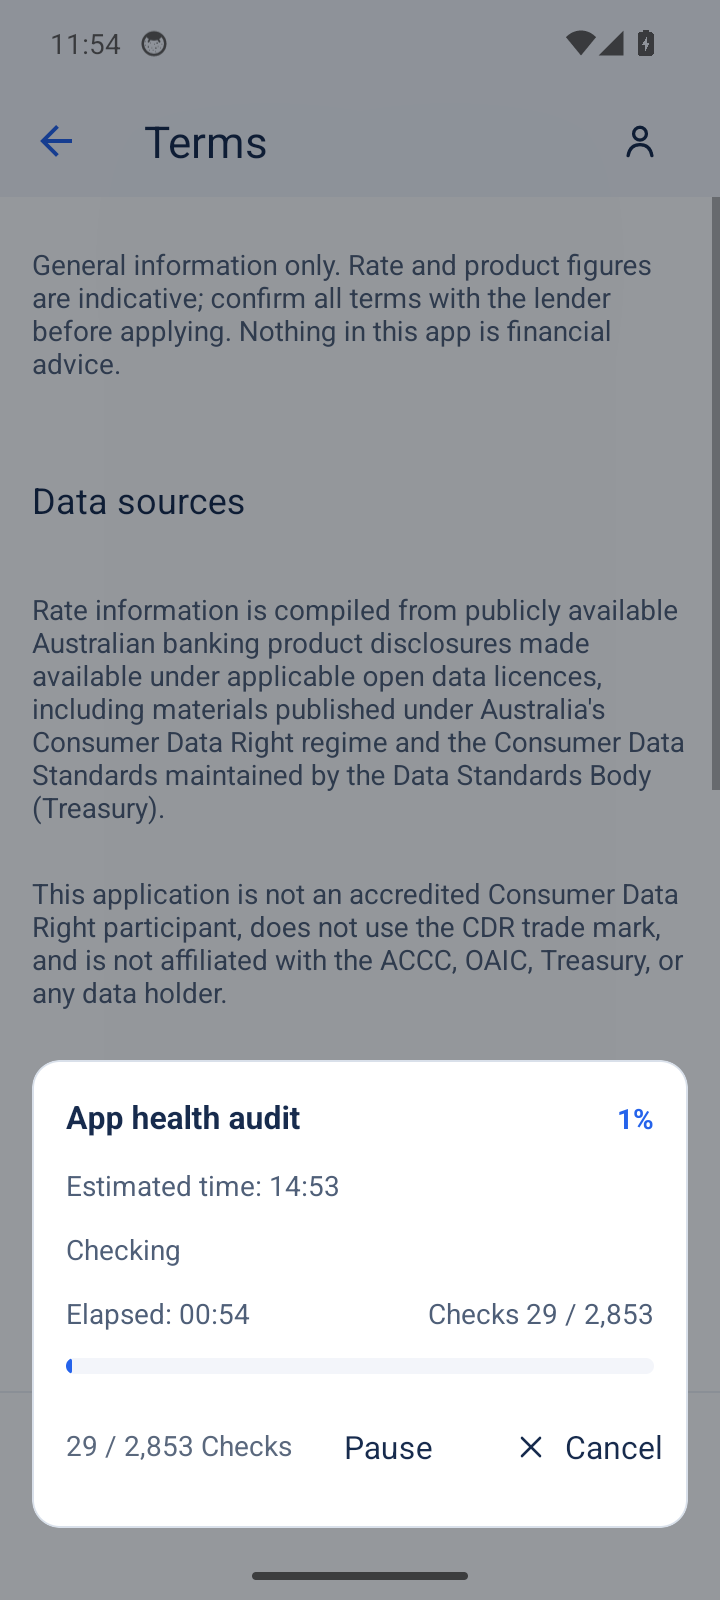 11:54
Terms
General information only. Rate and product figures
are indicative; confirm all terms with the lender
before applying. Nothing in this app is financial
advice.
Data sources
Rate information is compiled from publicly available
Australian banking product disclosures made
available under applicable open data licences,
including materials published under Australia's
Consumer Data Right regime and the Consumer Data
Standards maintained by the Data Standards Body
(Treasury).
This application is not an accredited Consumer Data
Right participant, does not use the CDR trade mark,
and is not affiliated with the ACCC, OAIC, Treasury, or
any data holder.
App health audit 1%
Estimated time: 14:53
Checking
Elapsed: 00:54 Checks 29 / 2,853
29 / 2,853 Checks Pause Cancel